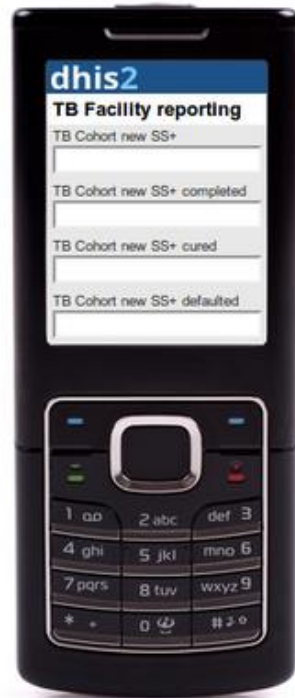 dhis2
TB Facility reporting
TB Cohort new SS+
TB Cohort new SS+ completed
TB Cohort new SS+ cured
TB Cohort new SS+ defaulted
1
2 abc
def 3
4 ghi
5 jkl
mno 6
7 pqrs
8 tuv
wxyz 9
* +
0
#